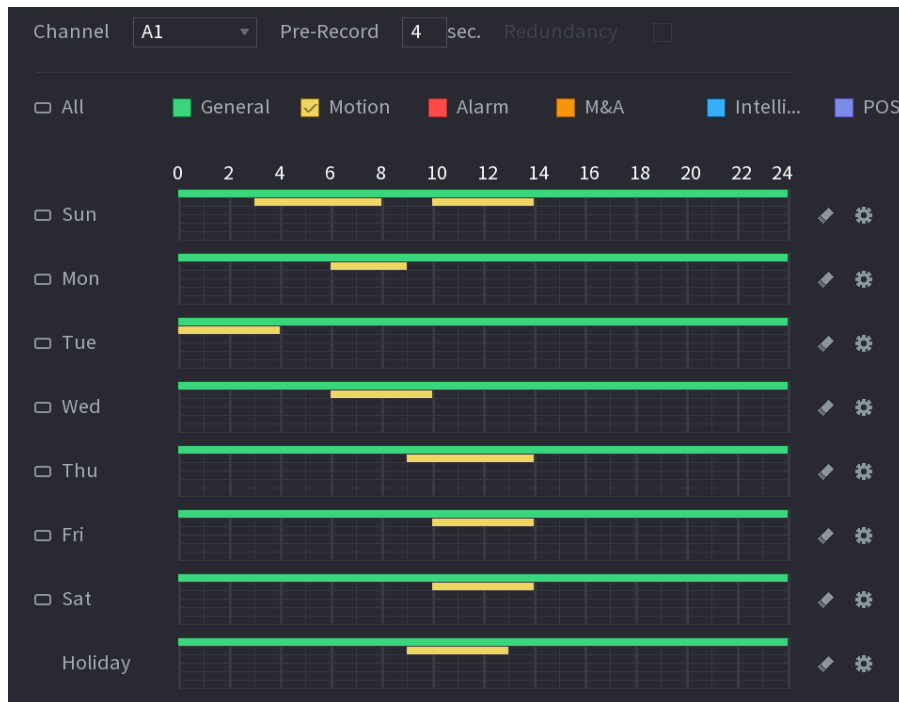 Channel A1 Pre-Record 4 sec. Redundancy
All General Motion Alarm M&A Intelli... POS
0 2 4 6 8 10 12 14 16 18 20 22 24
Sun
Mon
Tue
Wed
Thu
Fri
Sat
Holiday